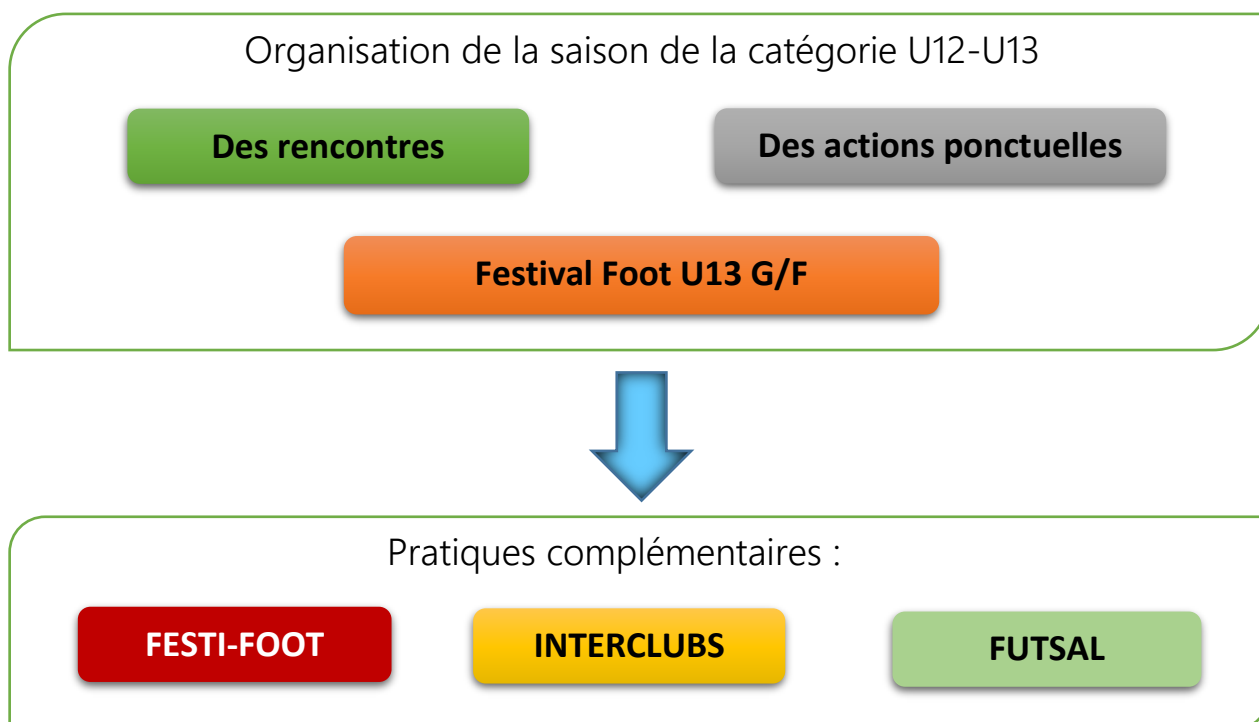 Organisation de la saison de la catégorie U12-U13
Des rencontres
Des actions ponctuelles
Festival Foot U13 G/F
Pratiques complémentaires :
FESTI-FOOT
INTERCLUBS
FUTSAL